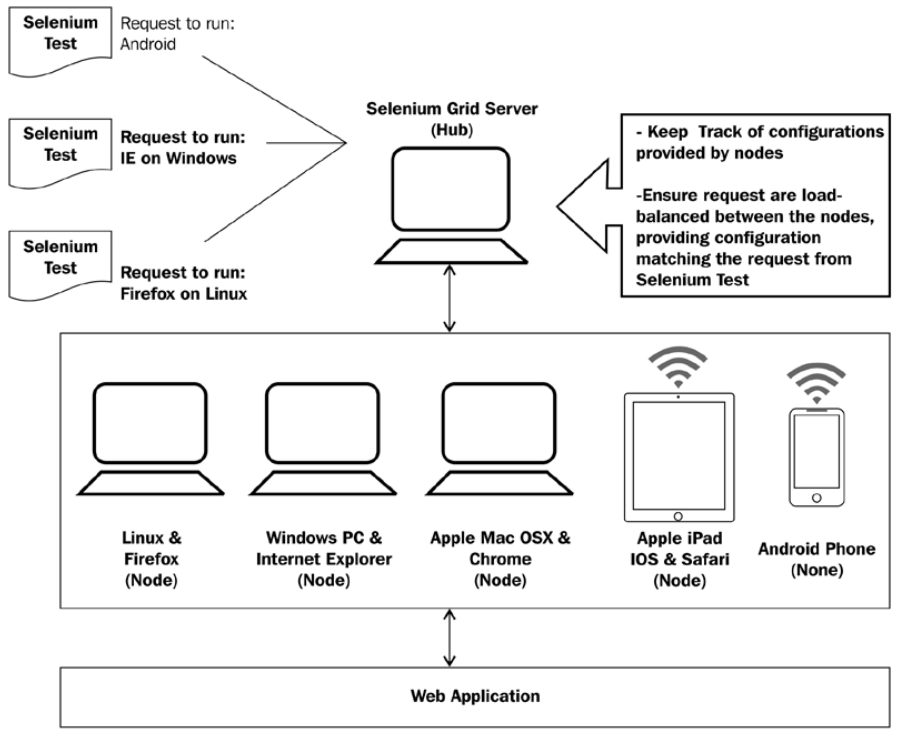 Selenium
Test
Request to run:
Android
Selenium
Test
Request to run:
IE on Windows
Selenium
Test
Request to run:
Firefox on Linux
Selenium Grid Server
(Hub)
- Keep Track of configurations
provided by nodes
-Ensure request are load-
balanced between the nodes,
providing configuration
matching the request from
Selenium Test
Linux &
Firefox
(Node)
Windows PC &
Internet Explorer
(Node)
Apple Mac OSX &
Chrome
(Node)
Apple iPad
IOS & Safari
(Node)
Android Phone
(None)
Web Application